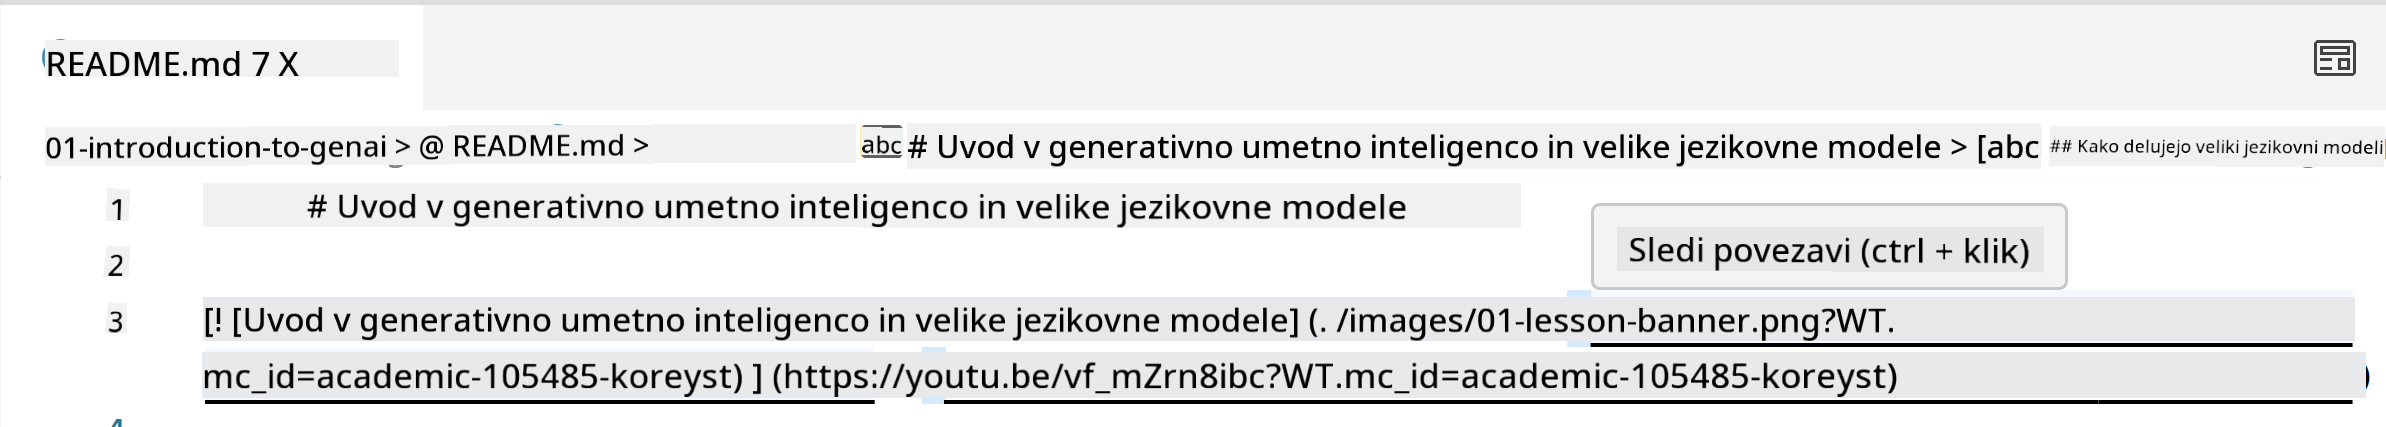 README.md 7 X
01-introduction-to-genai > @ README.md > abc # Uvod v generativno umetno inteligenco in velike jezikovne modele > [abc ## Kako delujejo veliki jezikovni modeli
1 # Uvod v generativno umetno inteligenco in velike jezikovne modele
Sledi povezavi (ctrl + klik)
2
3 [! [Uvod v generativno umetno inteligenco in velike jezikovne modele] (. /images/01-lesson-banner.png?WT.
mc_id=academic-105485-koreyst) ] (https://youtu.be/vf_mZrn8ibc?WT.mc_id=academic-105485-koreyst)
4